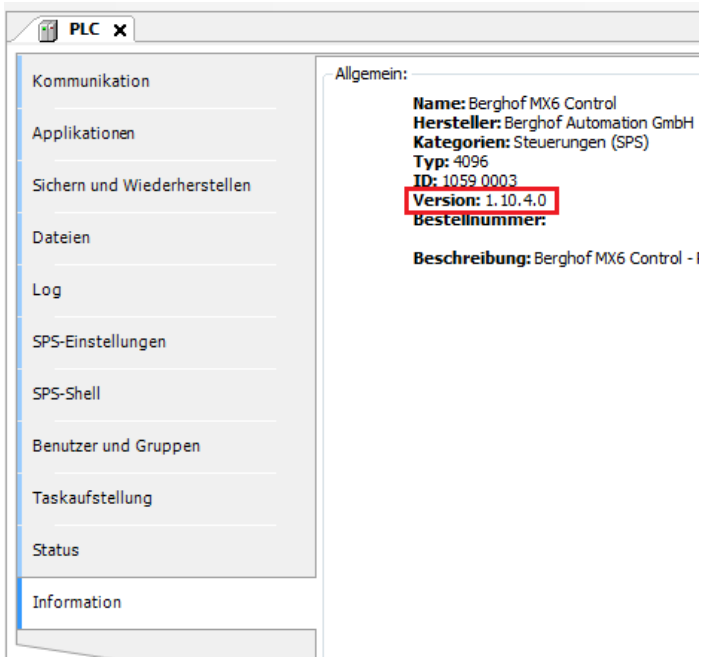 PLC
Kommunikation
Applikationen
Sichern und Wiederherstellen
Dateien
Log
SPS-Einstellungen
SPS-Shell
Benutzer und Gruppen
Taskaufstellung
Status
Information
Allgemein:
Name: Berghof MX6 Control
Hersteller: Berghof Automation GmbH
Kategorien: Steuerungen (SPS)
Typ: 4096
ID: 1059 0003
Version: 1.10.4.0
Bestellnummer:
Beschreibung: Berghof MX6 Control -